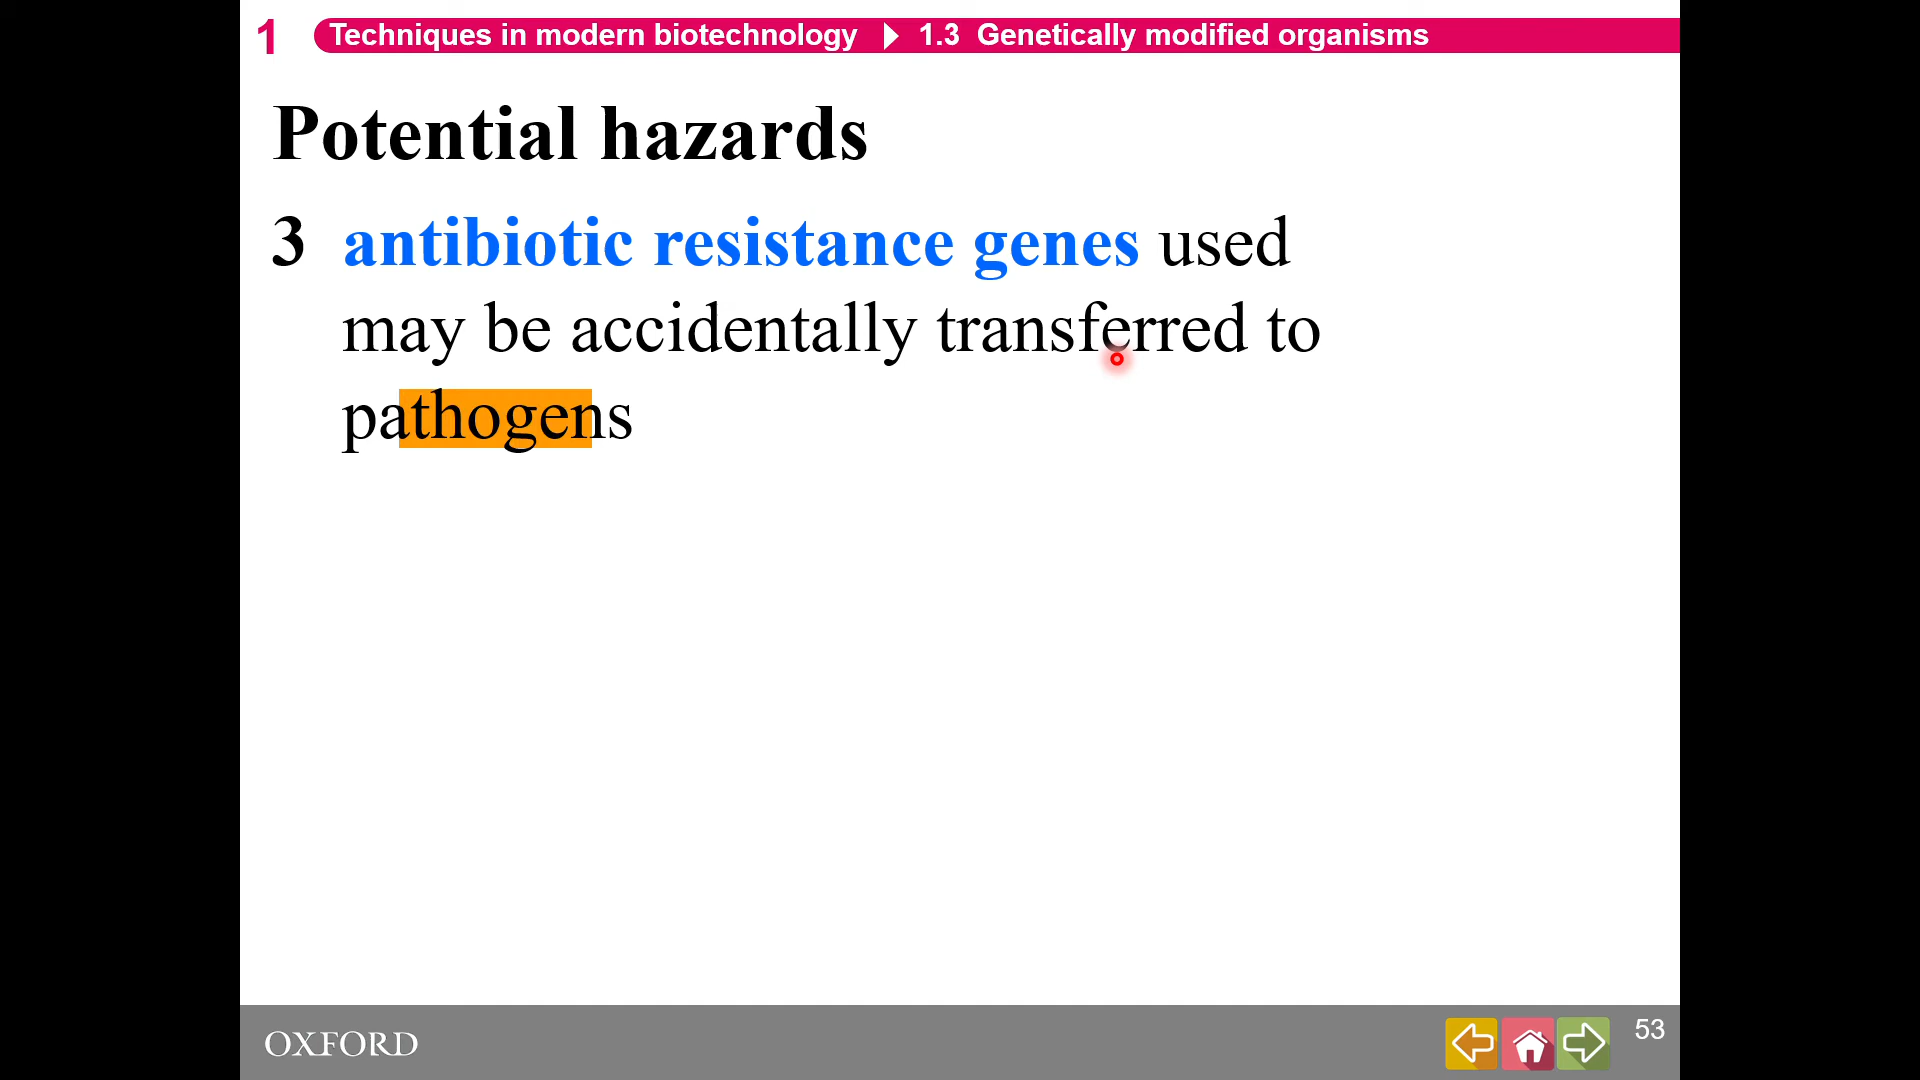 1 Techniques in modern biotechnology 1.3 Genetically modified organisms
Potential hazards
3 antibiotic resistance genes used
may be accidentally transferred to
pathogens
OXFORD 53